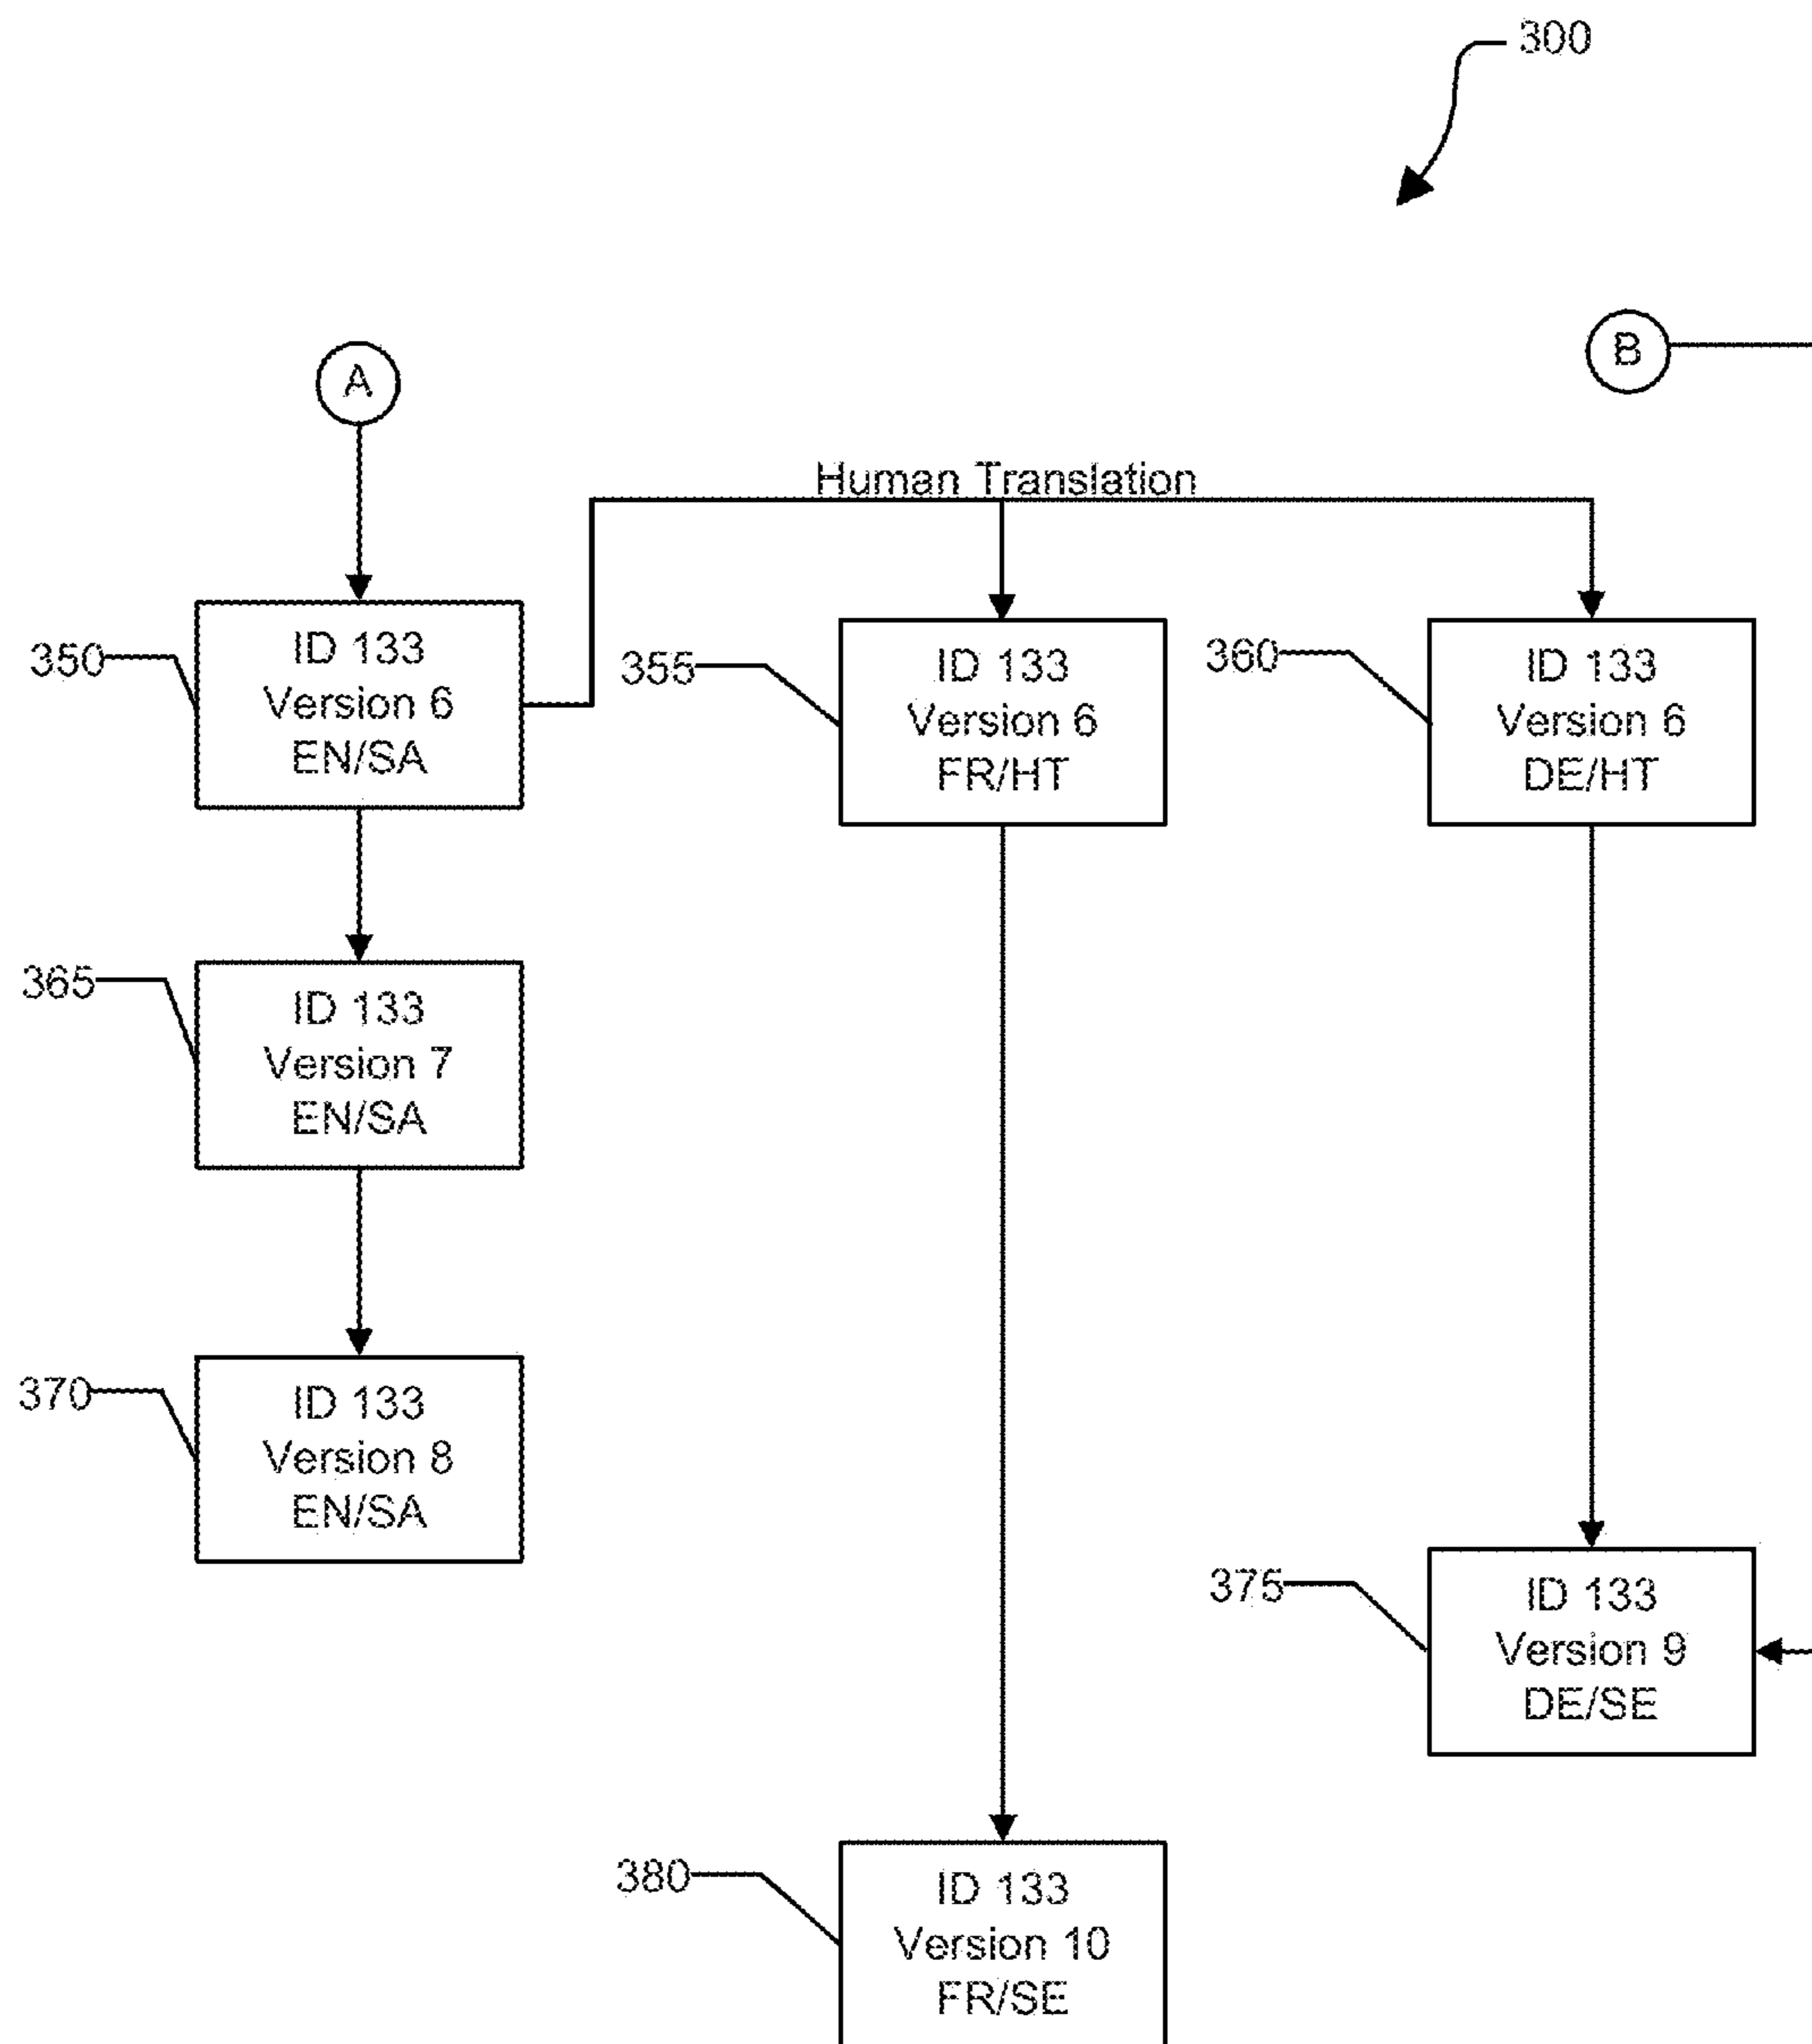 300
A
B
Human Translation
350
ID 133
Version 6
EN/SA
355
ID 133
Version 6
FR/HT
360
ID 133
Version 6
DE/HT
365
ID 133
Version 7
EN/SA
370
ID 133
Version 8
EN/SA
375
ID 133
Version 9
DE/SE
380
ID 133
Version 10
FR/SE